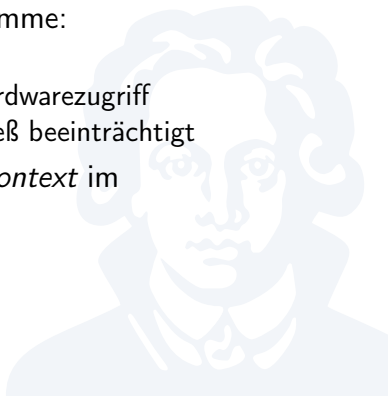 mme:
rdwarezugriff
eß beeinträchtigt
ontext im